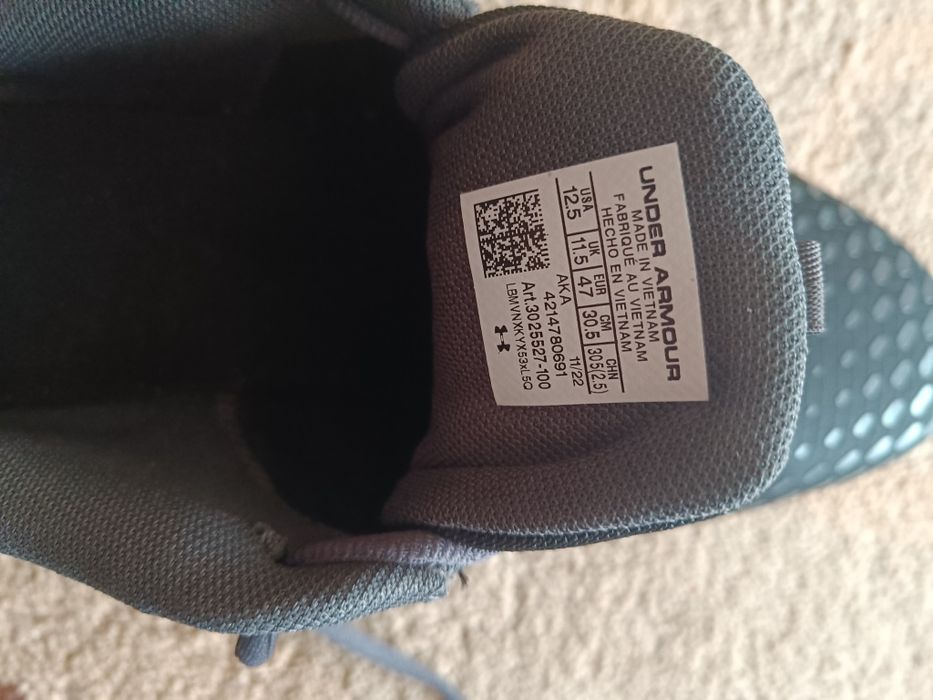 UNDER ARMOUR
MADE IN VIETNAM
FABRIQUÉ AU VIETNAM
HECHO EN VIETNAM
USA UK EUR CM CHN
12.5 11.5 47 30.5 305(2.5)
AKA 11/22
4214780691
Art.3025527-100
LBMVNXKYX53xL5Q